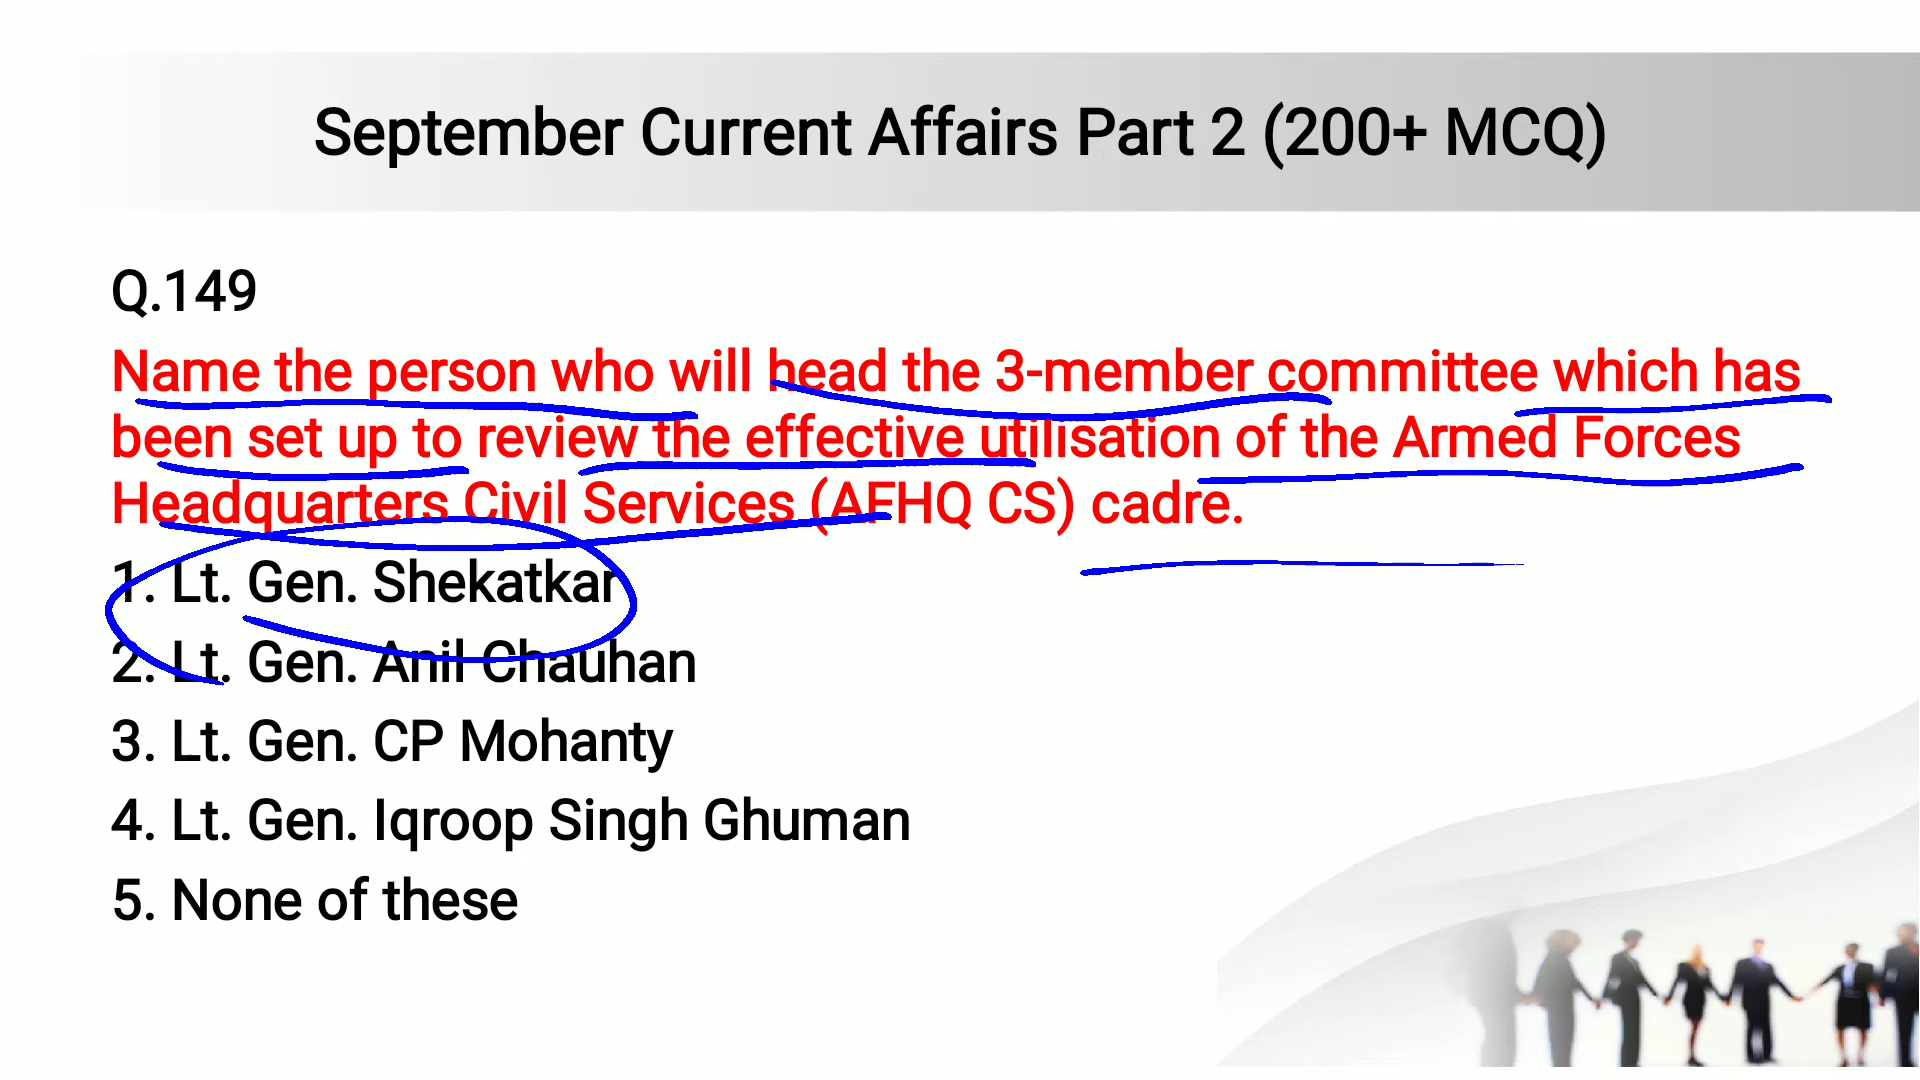 September Current Affairs Part 2 (200+ MCQ)
Q.149
Name the person who will head the 3-member committee which has
been set up to review the effective utilisation of the Armed Forces
Headquarters Civil Services (AFHQ CS) cadre.
1. Lt. Gen. Shekatkar
2. Lt. Gen. Anil Chauhan
3. Lt. Gen. CP Mohanty
4. Lt. Gen. Iqroop Singh Ghuman
5. None of these